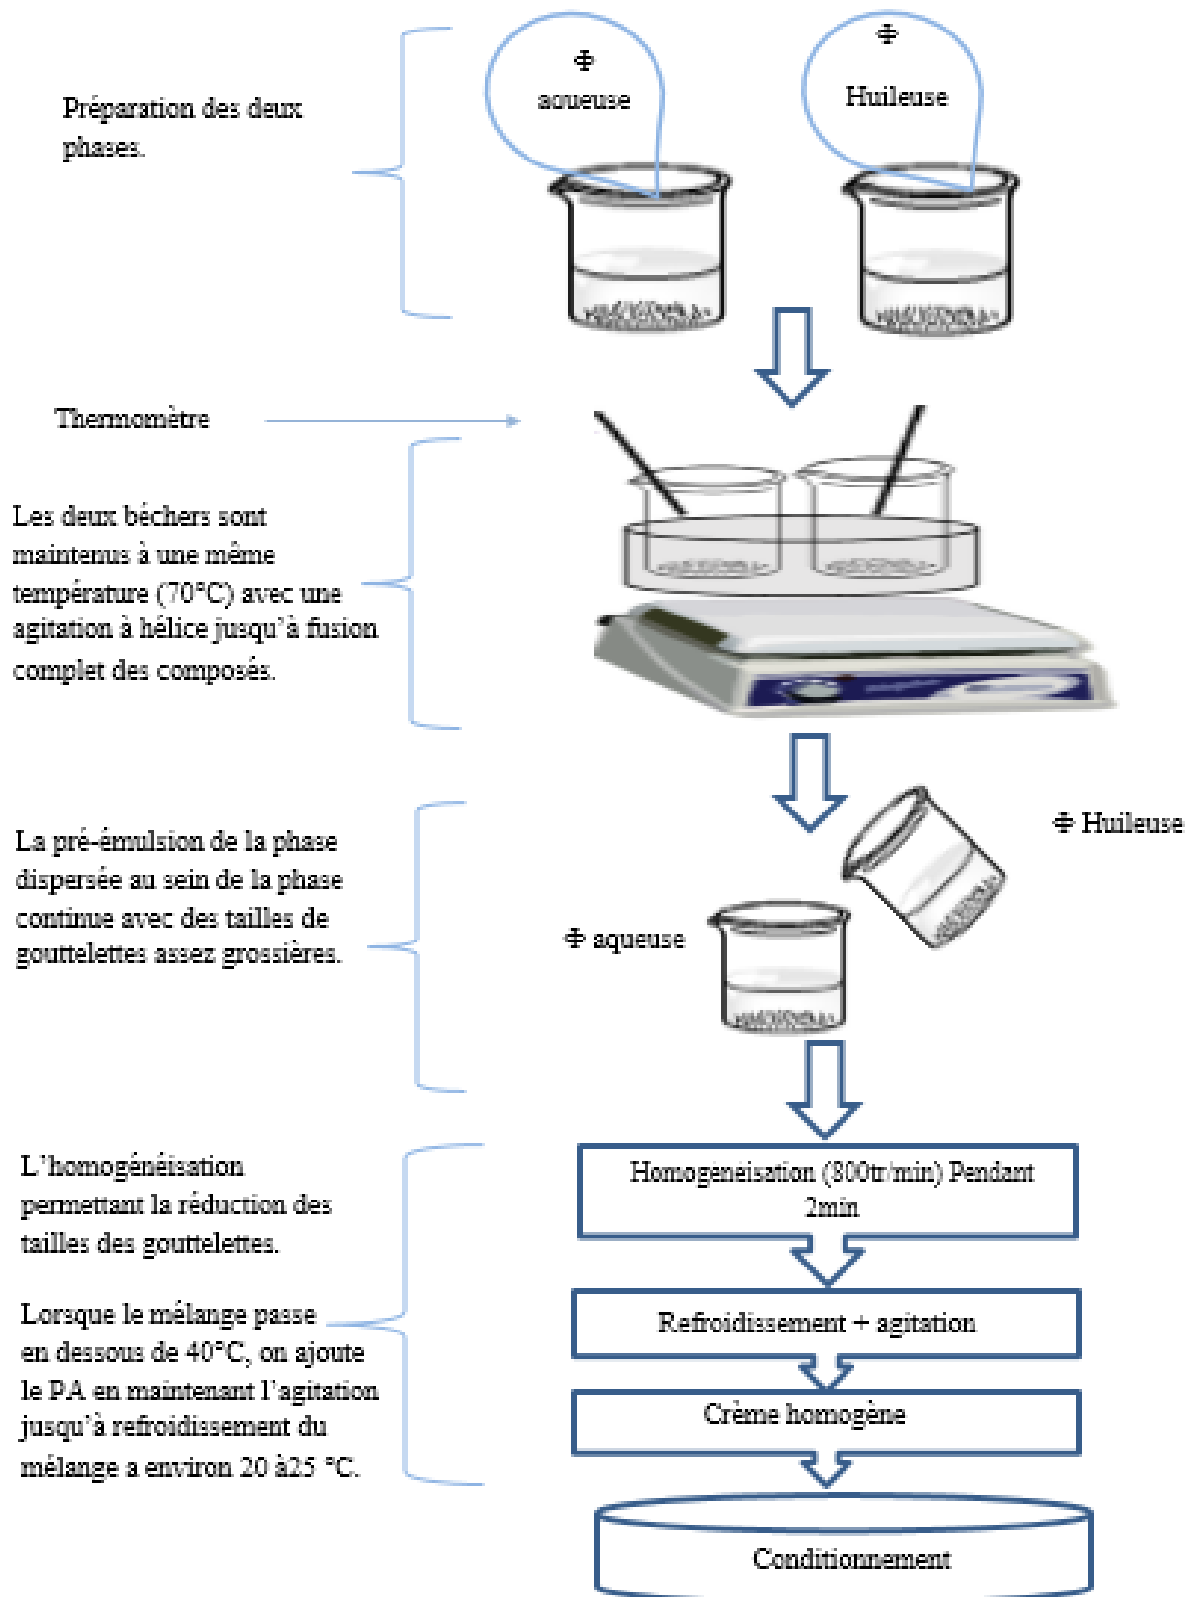 Φ
aqueuse
Φ
Huileuse
Préparation des deux
phases.
Thermomètre
Les deux béchers sont
maintenus à une même
température (70°C) avec une
agitation à hélice jusqu'à fusion
complet des composés.
Φ Huileuse
La pré-émulsion de la phase
dispersée au sein de la phase
continue avec des tailles de
gouttelettes assez grossières.
Φ aqueuse
L'homogénéisation
permettant la réduction des
tailles des gouttelettes.
Homogénéisation (800tr/min) Pendant
2min
Lorsque le mélange passe
en dessous de 40°C, on ajoute
le PA en maintenant l'agitation
jusqu'à refroidissement du
mélange a environ 20 à25 °C.
Refroidissement + agitation
Crème homogène
Conditionnement